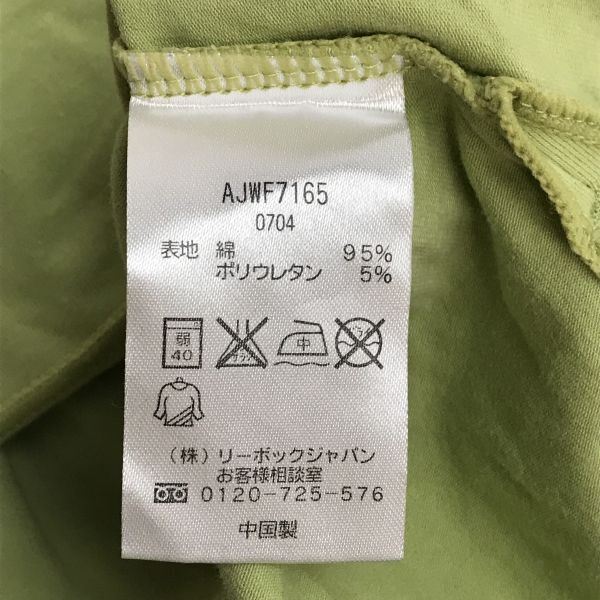 AJWF7165
0704
表地 綿 95%
ポリウレタン 5%
弱 中
40
(株) リーボックジャパン
お客様相談室
0120-725-576
中国製